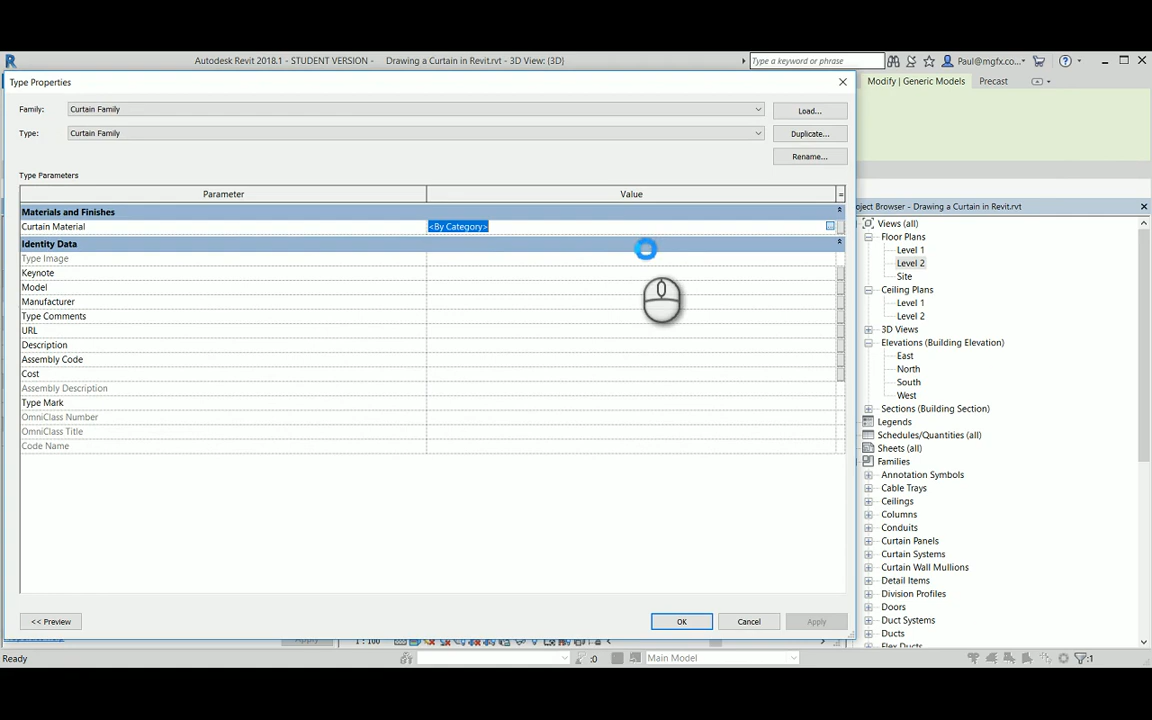 Autodesk Revit 2018.1 - STUDENT VERSION - Drawing a Curtain in Revit.rvt - 3D View: {3D}
Type a keyword or phrase
Paul@mgfx.co...
Type Properties
Modify | Generic Models
Precast
Family:
Curtain Family
Load...
Type:
Curtain Family
Duplicate...
Rename...
Type Parameters
Parameter
Value
=
Materials and Finishes
Curtain Material
<By Category>
Identity Data
Type Image
Keynote
Model
Manufacturer
Type Comments
URL
Description
Assembly Code
Cost
Assembly Description
Type Mark
OmniClass Number
OmniClass Title
Code Name
<< Preview
OK
Cancel
Apply
oject Browser - Drawing a Curtain in Revit.rvt
Views (all)
Floor Plans
Level 1
Level 2
Site
Ceiling Plans
Level 1
Level 2
3D Views
Elevations (Building Elevation)
East
North
South
West
Sections (Building Section)
Legends
Schedules/Quantities (all)
Sheets (all)
Families
Annotation Symbols
Cable Trays
Ceilings
Columns
Conduits
Curtain Panels
Curtain Systems
Curtain Wall Mullions
Detail Items
Division Profiles
Doors
Duct Systems
Ducts
Flex Ducts
1 : 100
Ready
:0
Main Model
:1